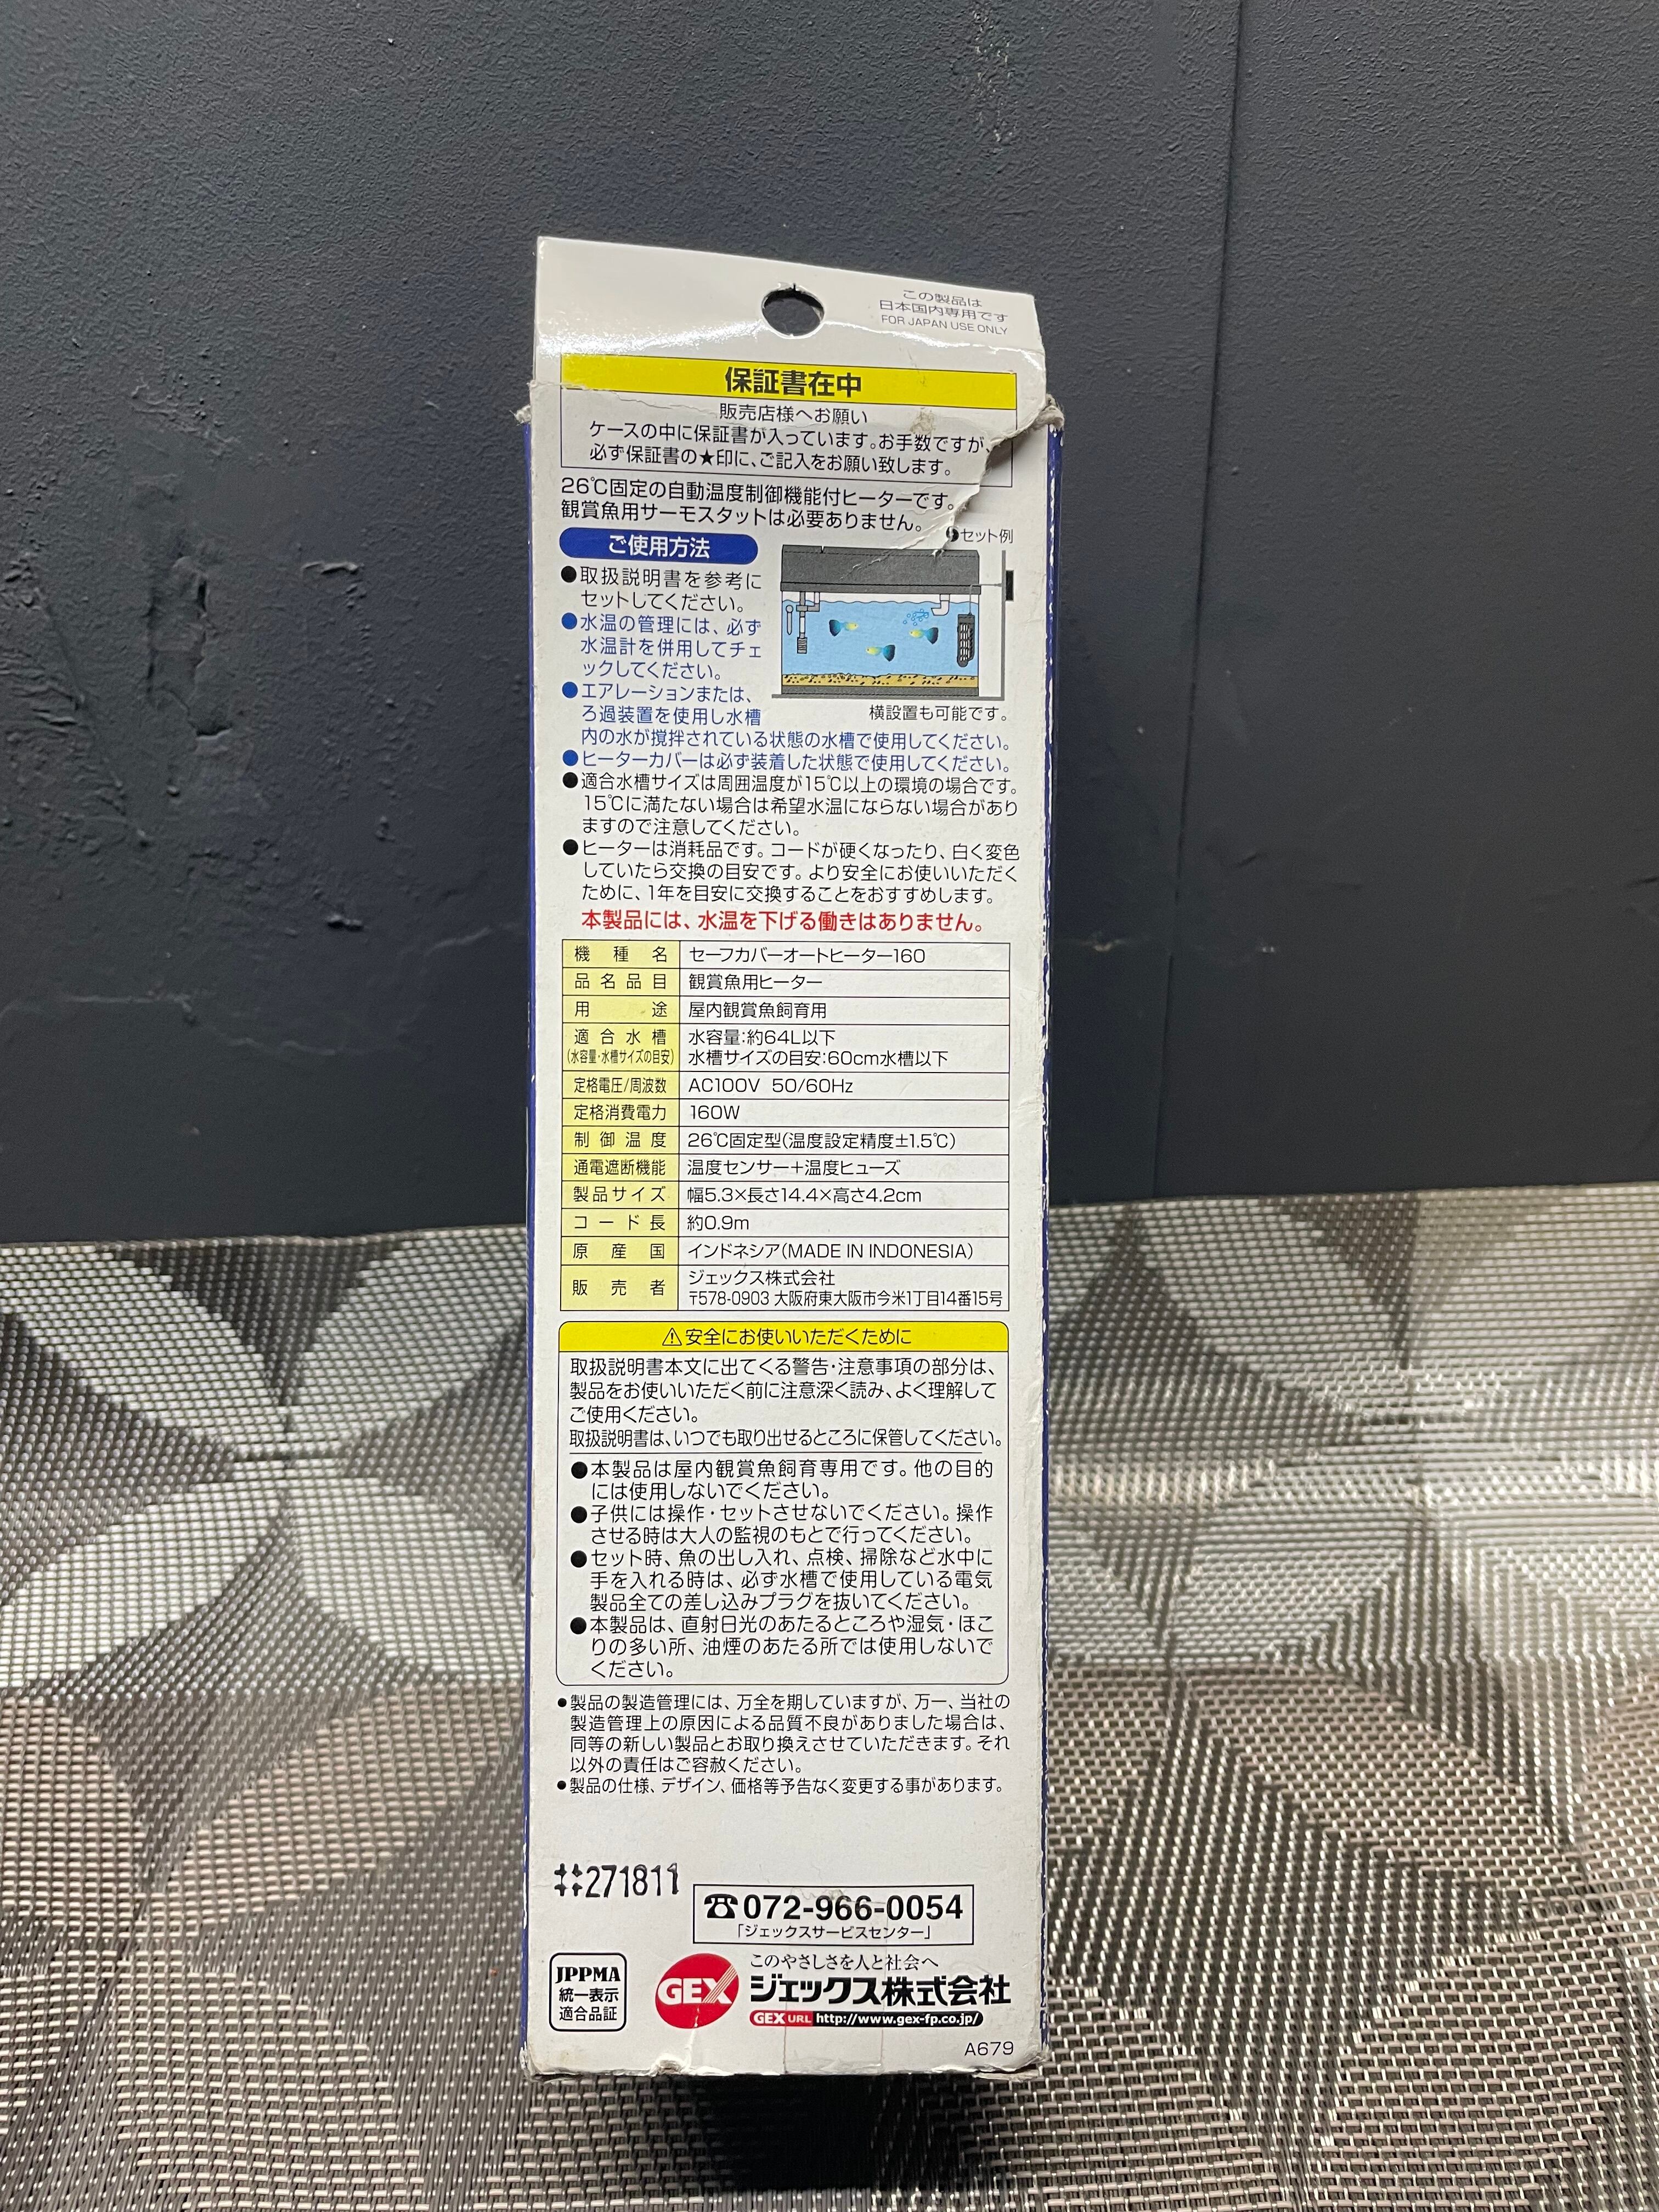 この製品は
日本国内専用です
FOR JAPAN USE ONLY
保証書在中
販売店様へお願い
ケースの中に保証書が入っています。お手数ですが、
必ず保証書の★印に、ご記入をお願い致します。
26℃固定の自動温度制御機能付ヒーターです。
観賞魚用サーモスタットは必要ありません。
●セット例
ご使用方法
●取扱説明書を参考に
セットしてください。
●水温の管理には、必ず
水温計を併用してチェ
ックしてください。
●エアレーションまたは、
ろ過装置を使用し水槽
内の水が撹拌されている状態の水槽で使用してください。
横設置も可能です。
●ヒーターカバーは必ず装着した状態で使用してください。
●適合水槽サイズは周囲温度が15℃以上の環境の場合です。
15℃に満たない場合は希望水温にならない場合があり
ますので注意してください。
●ヒーターは消耗品です。コードが硬くなったり、白く変色
していたら交換の目安です。より安全にお使いいただく
ために、1年を目安に交換することをおすすめします。
本製品には、水温を下げる働きはありません。
機種名 セーフカバーオートヒーター160
品名品目 観賞魚用ヒーター
用途 屋内観賞魚飼育用
適合水槽 水容量:約64L以下
(水容量・水槽サイズの目安) 水槽サイズの目安:60cm水槽以下
定格電圧/周波数 AC100V 50/60Hz
定格消費電力 160W
制御温度 26℃固定型(温度設定精度±1.5℃)
通電遮断機能 温度センサー+温度ヒューズ
製品サイズ 幅5.3×長さ14.4×高さ4.2cm
コード長 約0.9m
原産国 インドネシア(MADE IN INDONESIA)
販売者 ジェックス株式会社
〒578-0903 大阪府東大阪市今米1丁目14番15号
⚠安全にお使いいただくために
取扱説明書本文に出てくる警告・注意事項の部分は、
製品をお使いいただく前に注意深く読み、よく理解して
ご使用ください。
取扱説明書は、いつでも取り出せるところに保管してください。
●本製品は屋内観賞魚飼育専用です。他の目的
には使用しないでください。
●子供には操作・セットさせないでください。操作
させる時は大人の監視のもとで行ってください。
●セット時、魚の出し入れ、点検、掃除など水中に
手を入れる時は、必ず水槽で使用している電気
製品全ての差し込みプラグを抜いてください。
●本製品は、直射日光のあたるところや湿気・ほこ
りの多い所、油煙のあたる所では使用しないで
ください。
●製品の製造管理には、万全を期していますが、万一、当社の
製造管理上の原因による品質不良がありました場合は、
同等の新しい製品とお取り換えさせていただきます。それ
以外の責任はご容赦ください。
●製品の仕様、デザイン、価格等予告なく変更する事があります。
‡‡271811
☎072-966-0054
「ジェックスサービスセンター」
JPPMA
統一表示
適合品証
GEX
このやさしさを人と社会へ
ジェックス株式会社
GEX URL http://www.gex-fp.co.jp/
A679